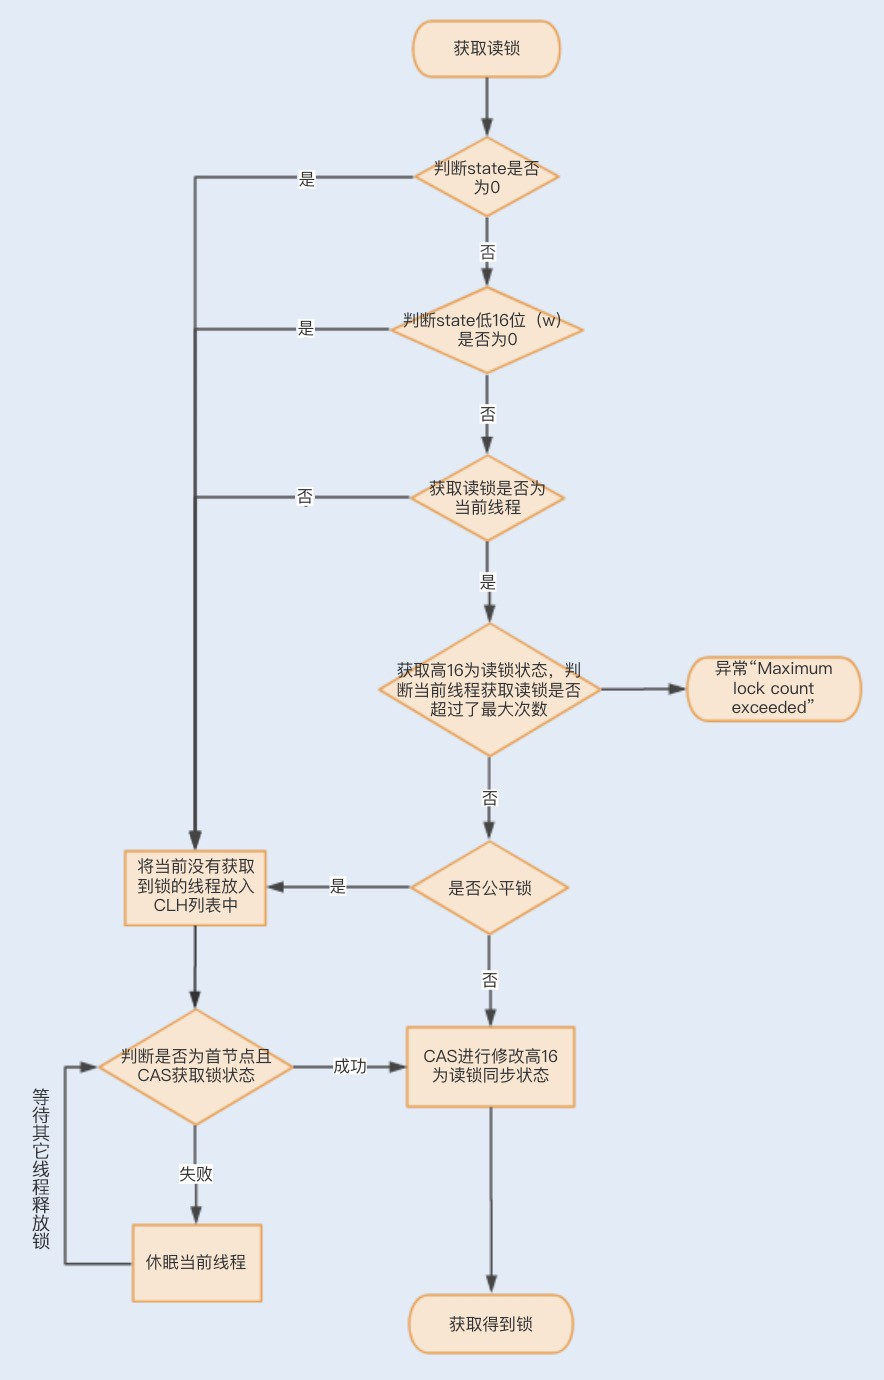 获取读锁
判断state是否
为0
是
否
判断state低16位（w）
是否为0
是
否
获取读锁是否为
当前线程
否
是
获取高16为读锁状态，判
断当前线程获取读锁是否
超过了最大次数
异常“Maximum
lock count
exceeded”
否
将当前没有获取
到锁的线程放入
CLH列表中
是
是否公平锁
否
判断是否为首节点且
CAS获取锁状态
成功
CAS进行修改高16
为读锁同步状态
等待其它线程释放锁
失败
休眠当前线程
获取得到锁